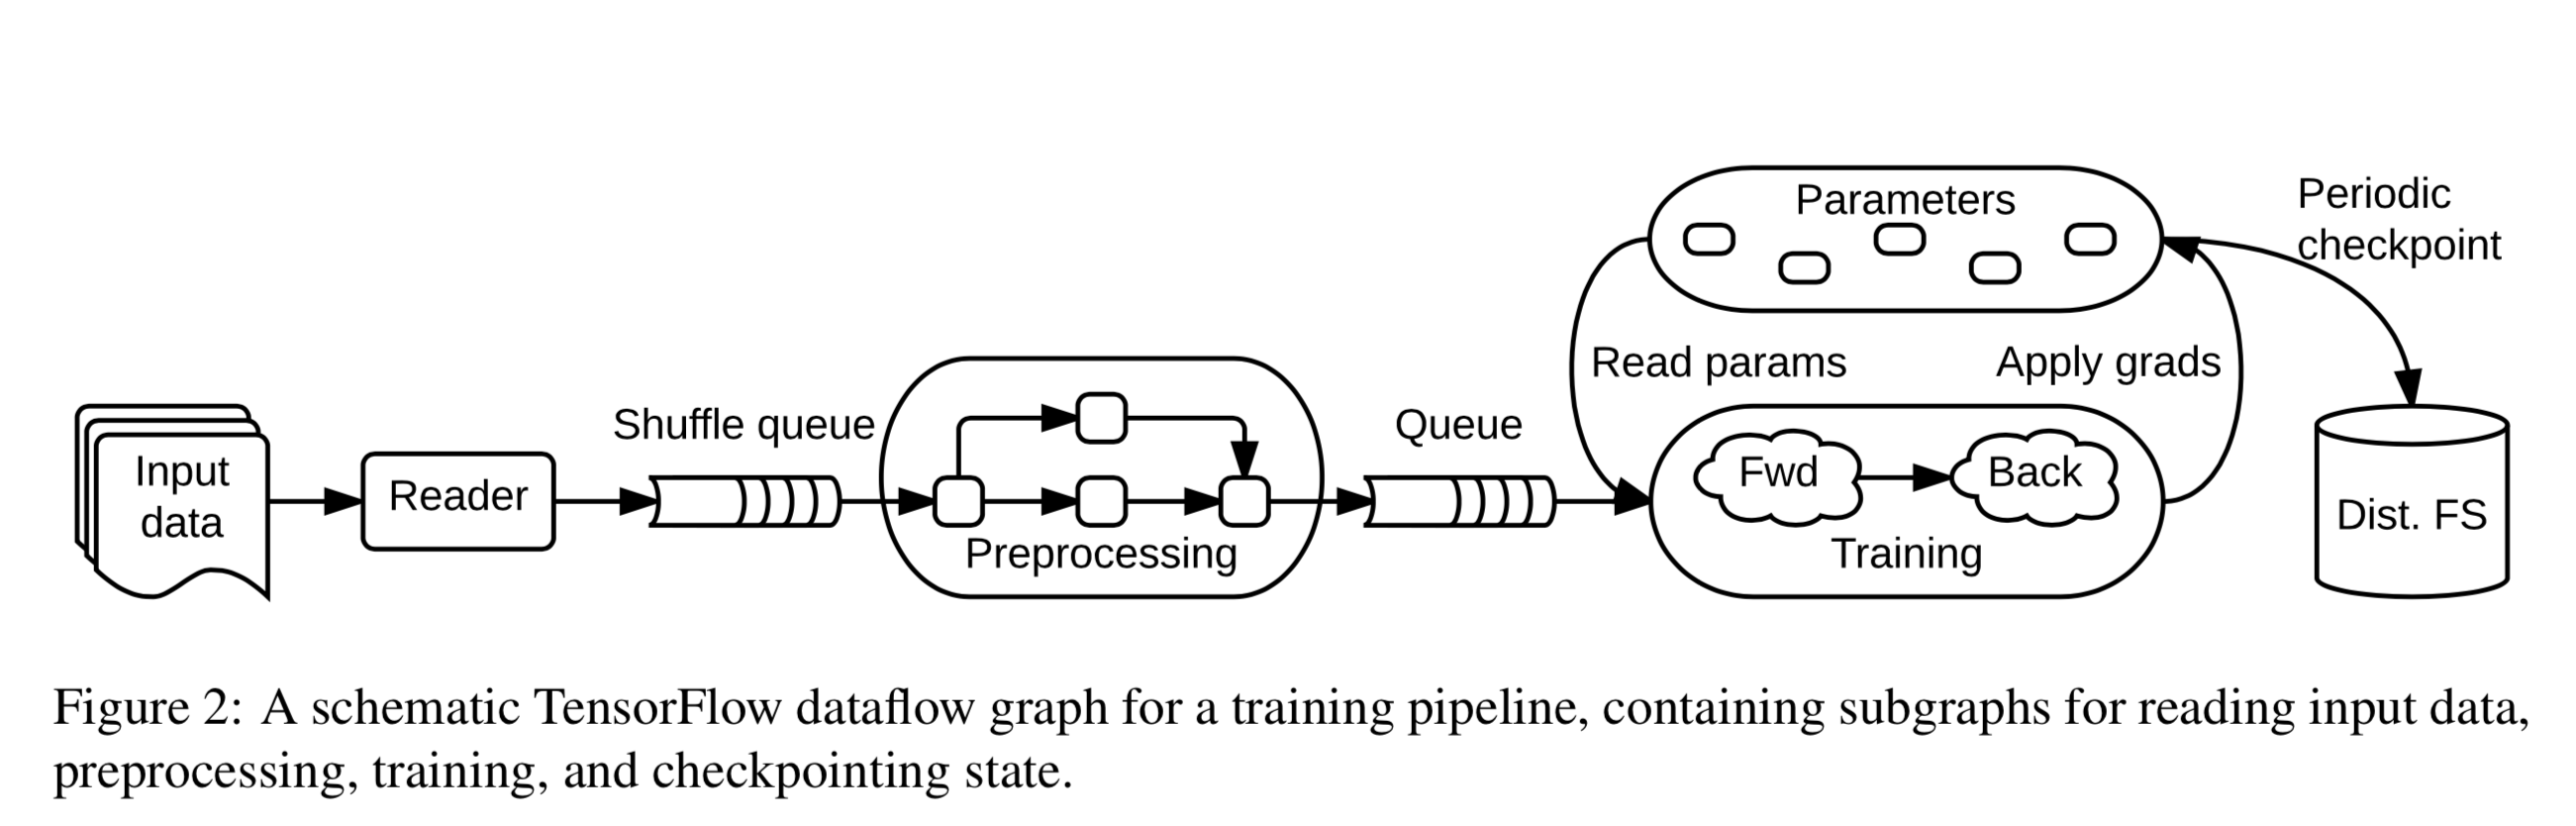 Input
data
Reader
Shuffle queue
Preprocessing
Queue
Parameters
Read params
Apply grads
Fwd
Back
Training
Periodic
checkpoint
Dist. FS
Figure 2: A schematic TensorFlow dataflow graph for a training pipeline, containing subgraphs for reading input data,
preprocessing, training, and checkpointing state.